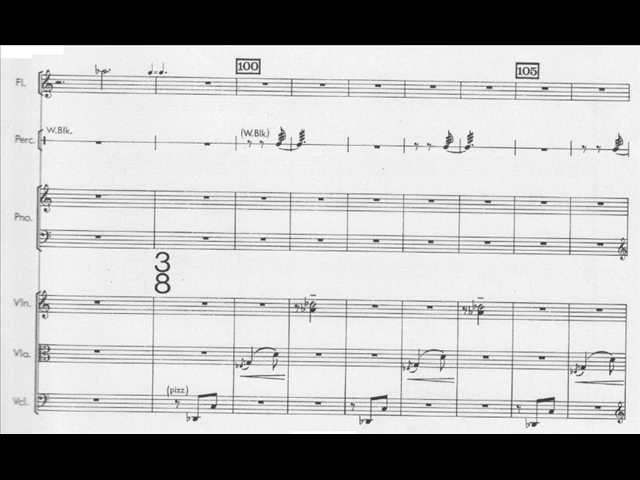 100
105
Fl.
W.Blk.
(W.Blk.)
Perc.
Pno.
3
8
Vln.
Vla.
(pizz.)
Vcl.